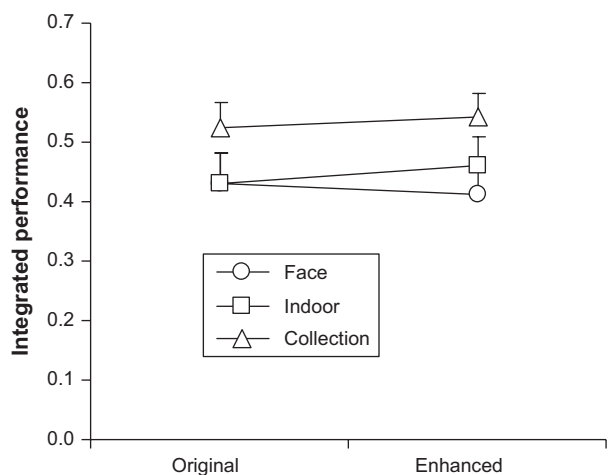 Integrated performance
0.7
0.6
0.5
0.4
0.3
0.2
0.1
0.0
Face
Indoor
Collection
Original
Enhanced